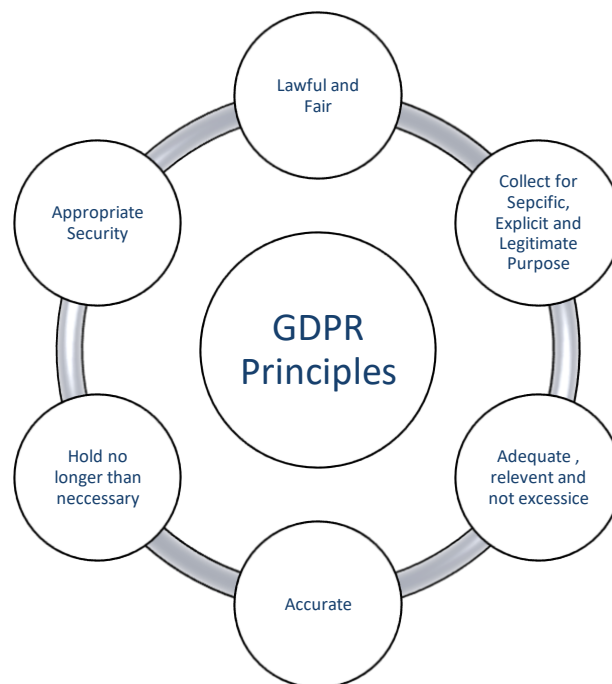 Lawful and
Fair
Collect for
Sepcific,
Explicit and
Legitimate
Purpose
Adequate ,
relevent and
not excessice
Accurate
Hold no
longer than
neccessary
Appropriate
Security
GDPR
Principles